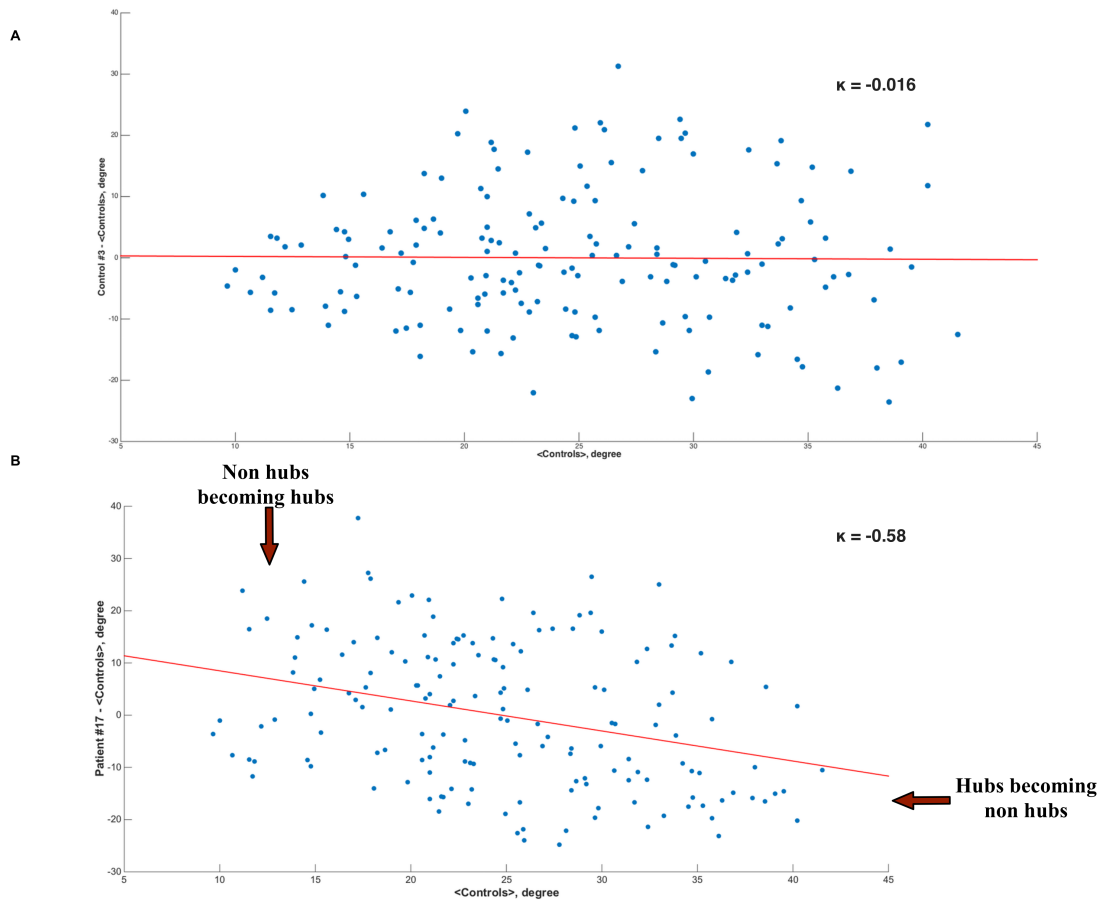 A
40
30
20
10
0
-10
-20
-30
Control #3 - <Controls>, degree
κ = -0.016
5
10
15
20
25
30
35
40
45
<Controls>, degree
B
Non hubs
becoming hubs
40
30
20
10
0
-10
-20
-30
Patient #17 - <Controls>, degree
κ = -0.58
Hubs becoming
non hubs
5
10
15
20
25
30
35
40
45
<Controls>, degree